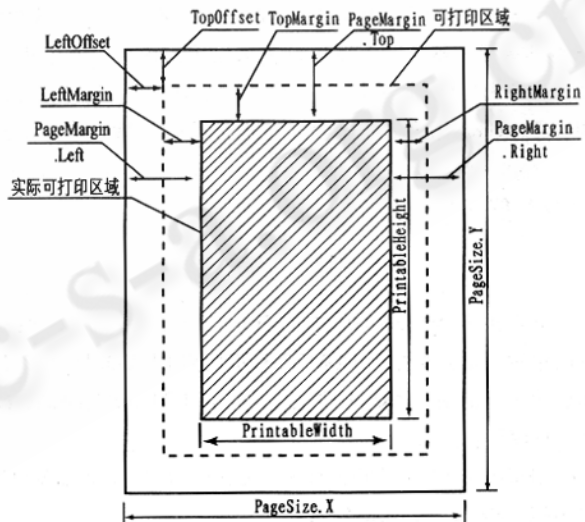 TopOffset
TopMargin
PageMargin
.Top
可打印区域
LeftOffset
LeftMargin
RightMargin
PageMargin
.Left
PageMargin
.Right
实际可打印区域
PrintableHeight
PageSize.Y
PrintableWidth
PageSize.X